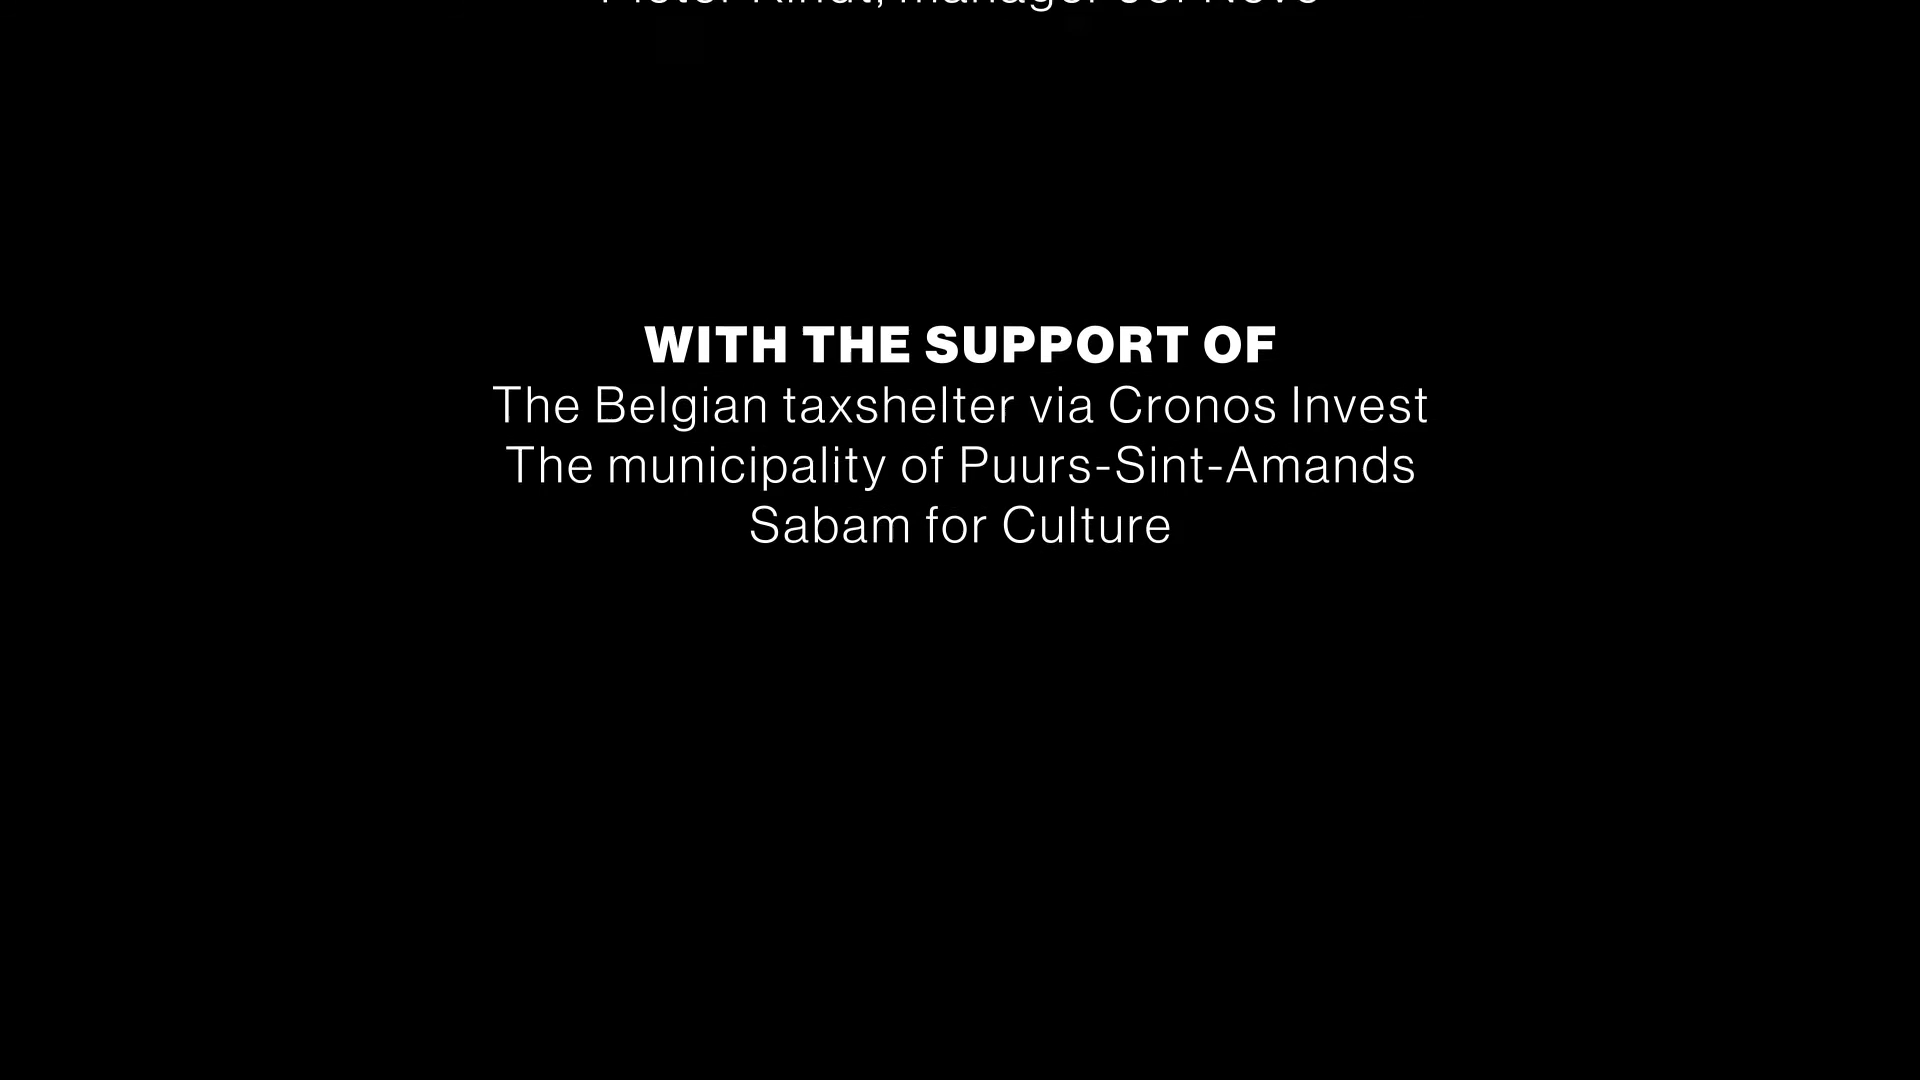 manager
WITH THE SUPPORT OF
The Belgian taxshelter via Cronos Invest
The municipality of Puurs-Sint-Amands
Sabam for Culture